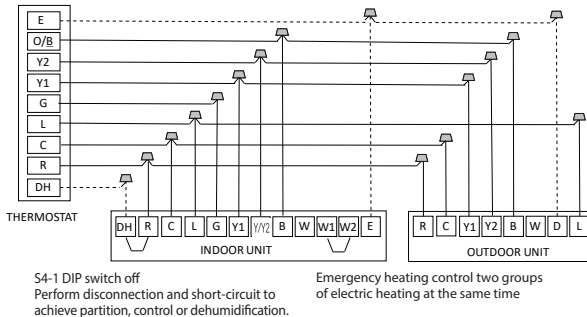 E
O/B
Y2
Y1
G
L
C
R
DH
THERMOSTAT
DH R C L G Y1 Y/Y2 B W W1 W2 E
INDOOR UNIT
R C Y1 Y2 B W D L
OUTDOOR UNIT
S4-1 DIP switch off
Perform disconnection and short-circuit to
achieve partition, control or dehumidification.
Emergency heating control two groups
of electric heating at the same time